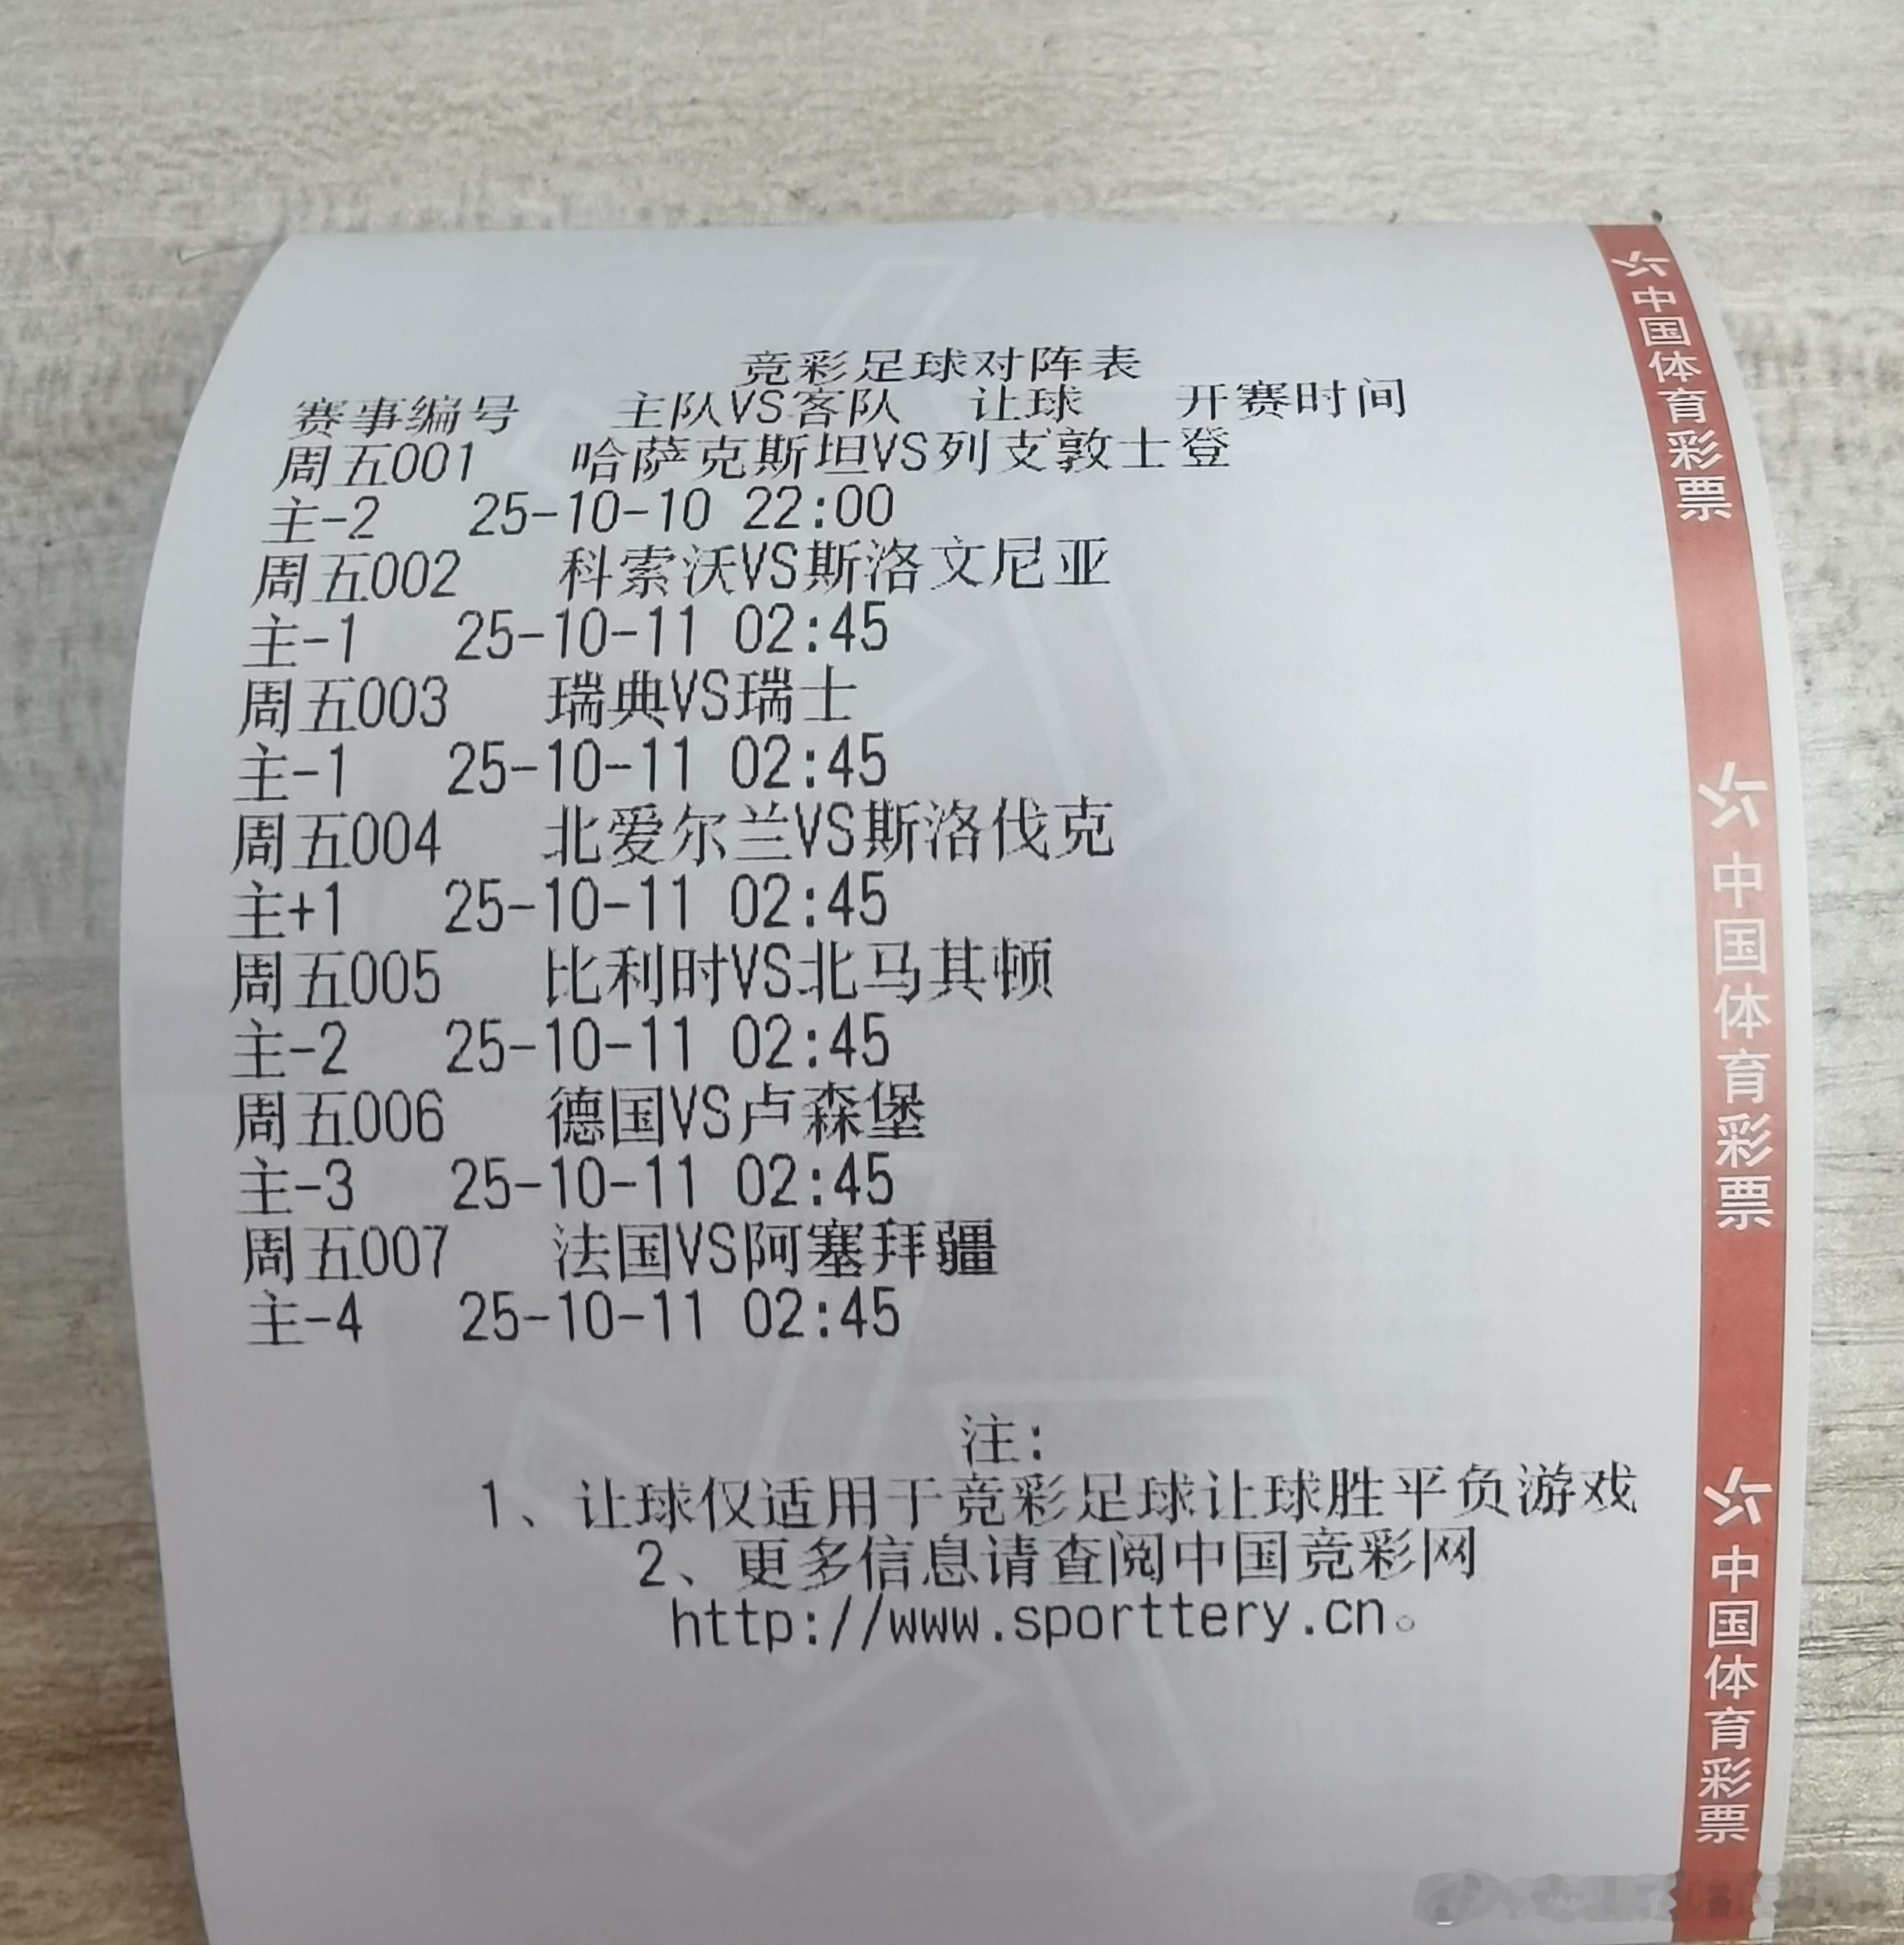 竞彩足球对阵表
赛事编号 主队VS客队 让球 开赛时间
周五001 哈萨克斯坦VS列支敦士登
主-2 25-10-10 22:00
周五002 科索沃VS斯洛文尼亚
主-1 25-10-11 02:45
周五003 瑞典VS瑞士
主-1 25-10-11 02:45
周五004 北爱尔兰VS斯洛伐克
主+1 25-10-11 02:45
周五005 比利时VS北马其顿
主-2 25-10-11 02:45
周五006 德国VS卢森堡
主-3 25-10-11 02:45
周五007 法国VS阿塞拜疆
主-4 25-10-11 02:45
注:
1、让球仅适用于竞彩足球让球胜平负游戏
2、更多信息请查阅中国竞彩网
http://www.sporttery.cn。
中国体育彩票
中国体育彩票
中国体育彩票